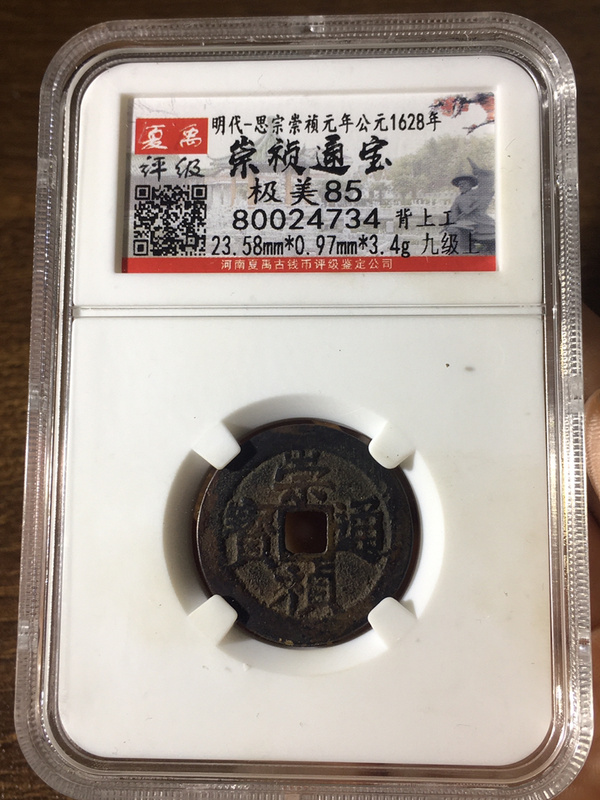 夏禹
评级
明代-思宗崇祯元年公元1628年
崇祯通宝
极美85
80024734 背上工
23.58mm*0.97mm*3.4g 九级上
河南夏禹古钱币评级鉴定公司
崇禎通寳